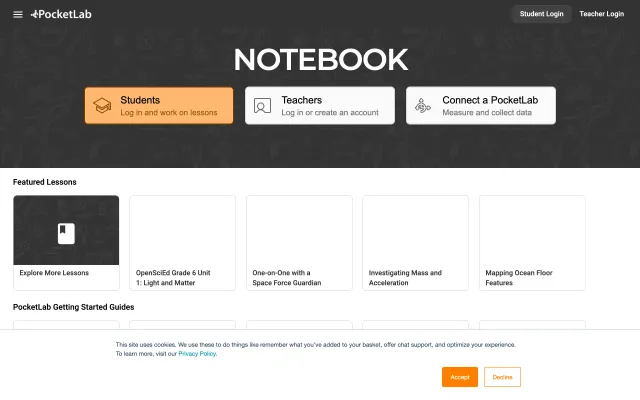 PocketLab
Student Login
Teacher Login
NOTEBOOK
Students
Log in and work on lessons
Teachers
Log in or create an account
Connect a PocketLab
Measure and collect data
Featured Lessons
Explore More Lessons
OpenSciEd Grade 6 Unit
1: Light and Matter
One-on-One with a
Space Force Guardian
Investigating Mass and
Acceleration
Mapping Ocean Floor
Features
PocketLab Getting Started Guides
This site uses cookies. We use these to do things like remember what you've added to your basket, offer chat support, and optimize your experience.
To learn more, visit our Privacy Policy.
Accept
Decline